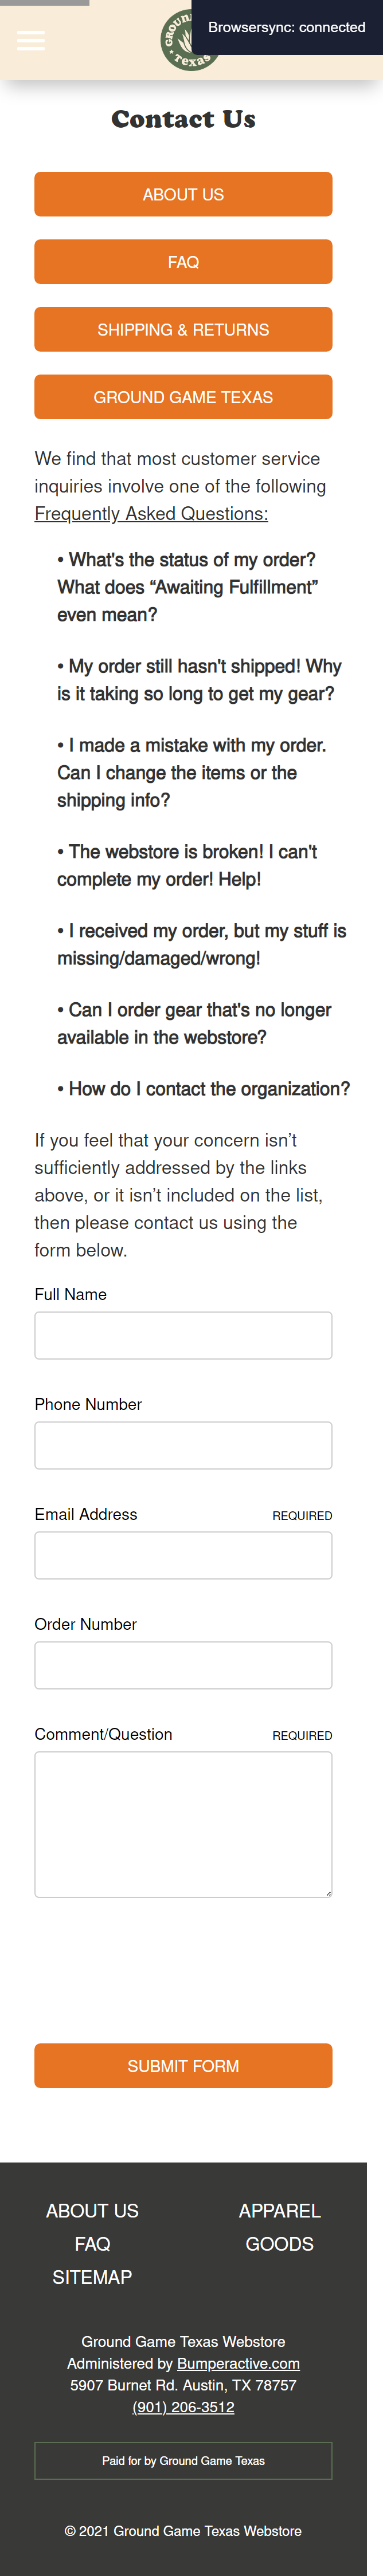 GROUND
Texas
Browsersync: connected
Contact Us
ABOUT US
FAQ
SHIPPING & RETURNS
GROUND GAME TEXAS
We find that most customer service
inquiries involve one of the following
Frequently Asked Questions:
• What's the status of my order?
What does “Awaiting Fulfillment”
even mean?
• My order still hasn't shipped! Why
is it taking so long to get my gear?
• I made a mistake with my order.
Can I change the items or the
shipping info?
• The webstore is broken! I can't
complete my order! Help!
• I received my order, but my stuff is
missing/damaged/wrong!
• Can I order gear that's no longer
available in the webstore?
• How do I contact the organization?
If you feel that your concern isn’t
sufficiently addressed by the links
above, or it isn’t included on the list,
then please contact us using the
form below.
Full Name
Phone Number
Email Address REQUIRED
Order Number
Comment/Question REQUIRED
SUBMIT FORM
ABOUT US APPAREL
FAQ GOODS
SITEMAP
Ground Game Texas Webstore
Administered by Bumperactive.com
5907 Burnet Rd. Austin, TX 78757
(901) 206-3512
Paid for by Ground Game Texas
© 2021 Ground Game Texas Webstore